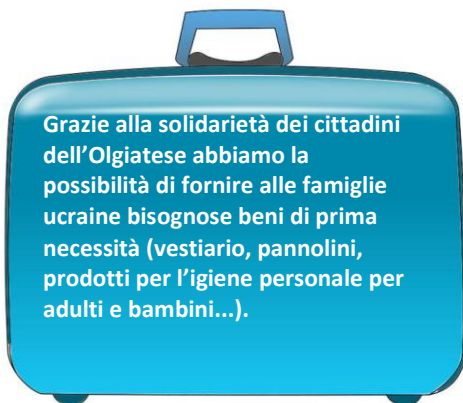 Grazie alla solidarietà dei cittadini
dell’Olgiatese abbiamo la
possibilità di fornire alle famiglie
ucraine bisognose beni di prima
necessità (vestiario, pannolini,
prodotti per l’igiene personale per
adulti e bambini...).